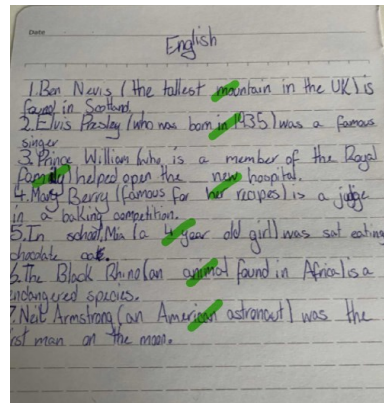 Date
English
1. Ben Nevis (the tallest mountain in the UK) is
found in Scotland.
2. Elvis Presley (who was born in 1935) was a famous
singer
3. Prince William (who is a member of the Royal
Family) helped open the new hospital.
4. Mary Berry (famous for her recipes) is a judge
in a baking competition.
5. In school, Mia (a 4 year old girl) was sat eating
chocolate
6. The Black Rhino (an animal found in Africa) is a
endangered species.
7. Neil Armstrong (an American astronaut) was the
rst man on the moon.